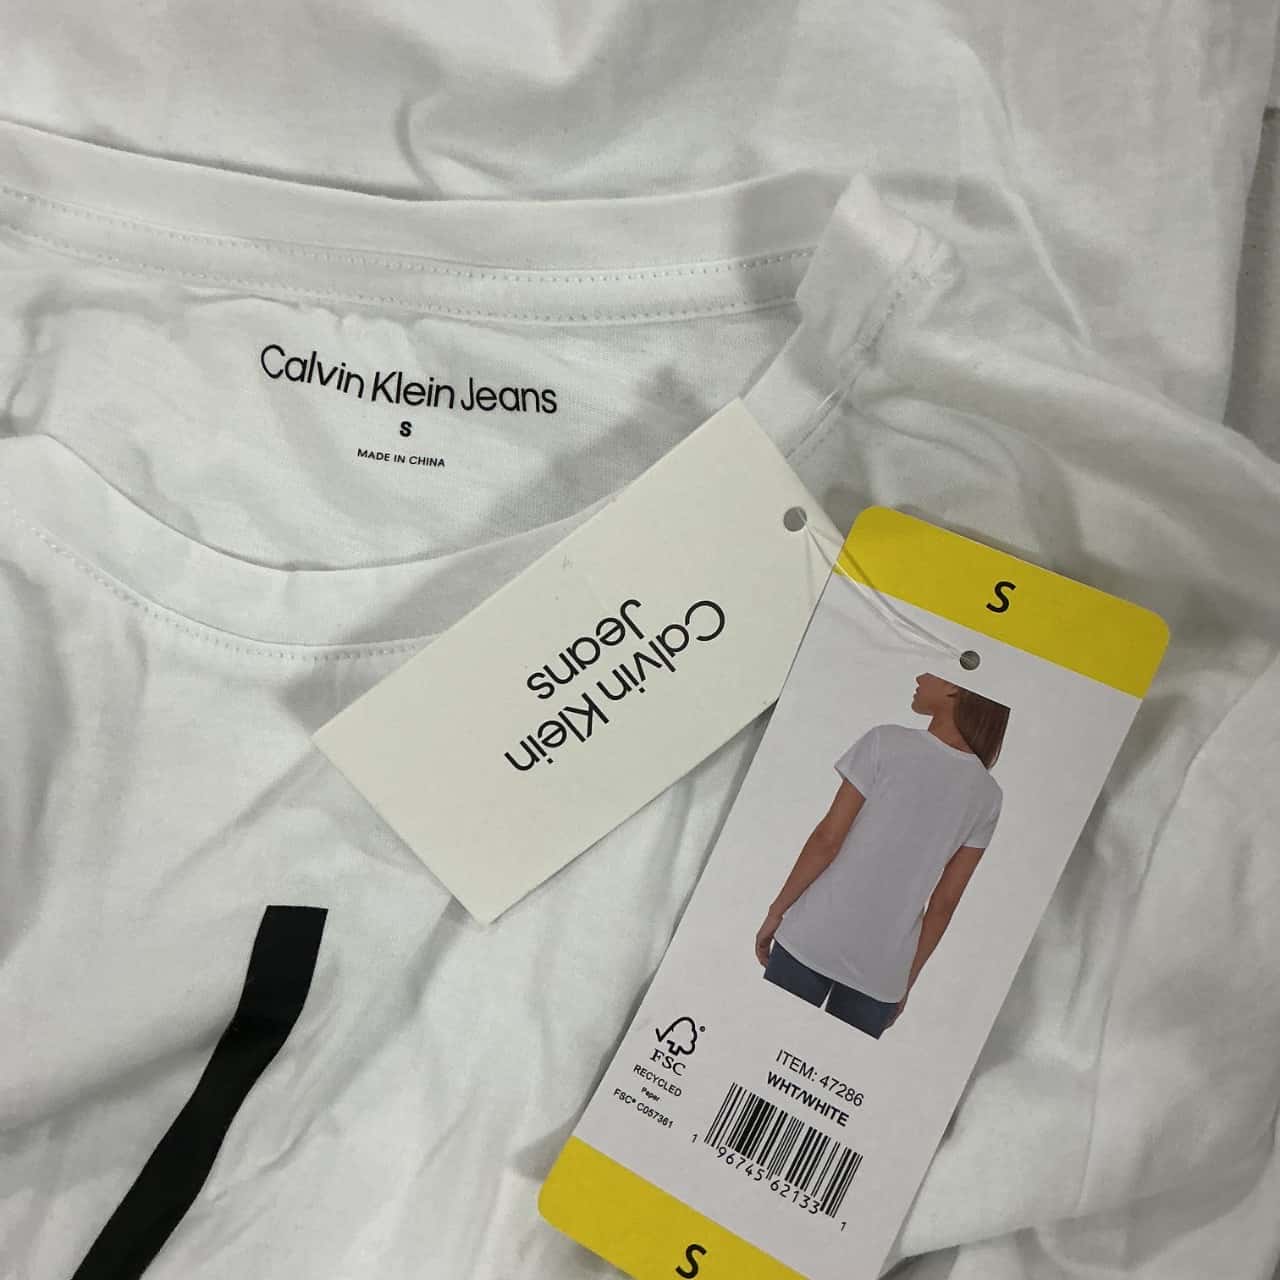 Calvin Klein Jeans
S
MADE IN CHINA
Calvin Klein
Jeans
S
FSC
RECYCLED
Paper
FSC® C057361
ITEM: 47286
WHT/WHITE
1 96745 62133 1
S